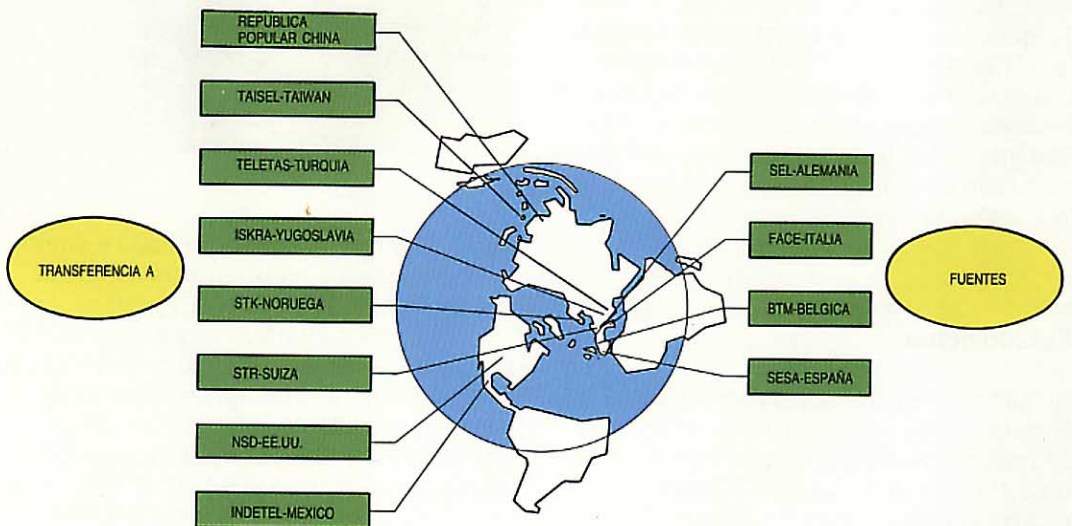 REPUBLICA
POPULAR CHINA
TAISEL-TAIWAN
TELETAS-TURQUIA
ISKRA-YUGOSLAVIA
STK-NORUEGA
STR-SUIZA
NSD-EE.UU.
INDETEL-MEXICO
TRANSFERENCIA A
SEL-ALEMANIA
FACE-ITALIA
BTM-BELGICA
SESA-ESPAÑA
FUENTES